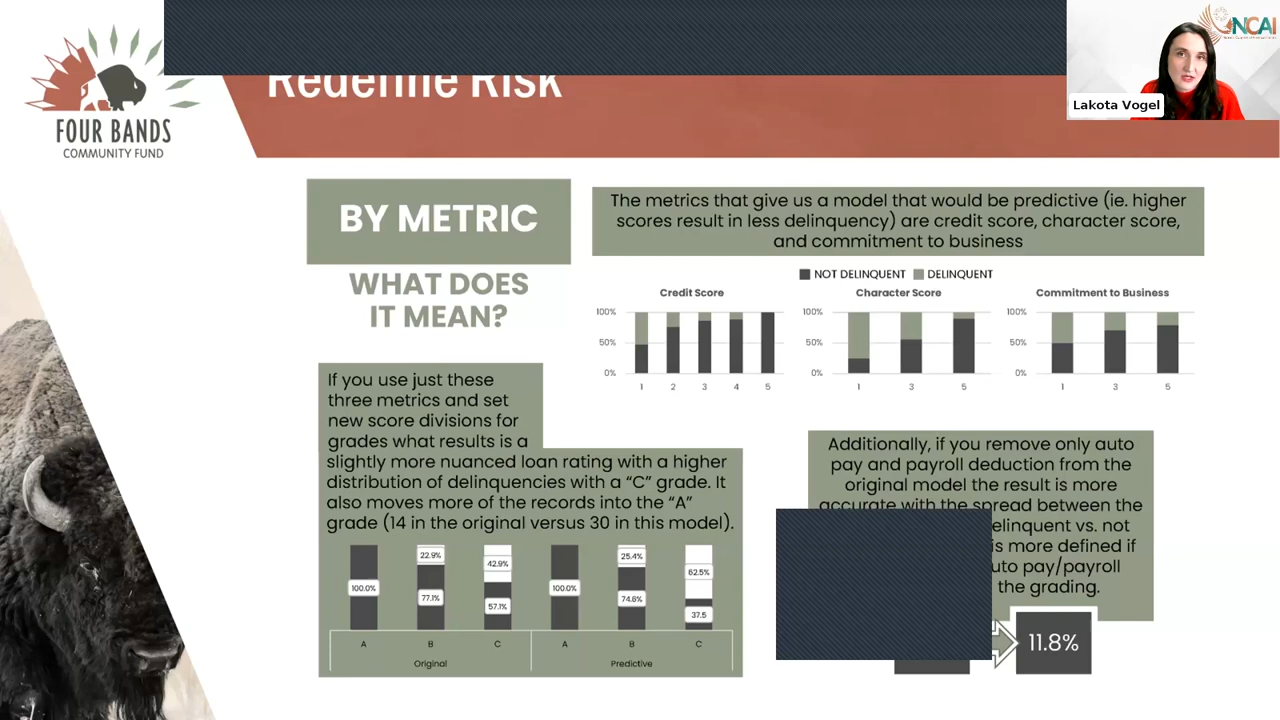 NCAI
Lakota Vogel
Redefine Risk
FOUR BANDS
COMMUNITY FUND
BY METRIC
WHAT DOES
IT MEAN?
The metrics that give us a model that would be predictive (ie. higher
scores result in less delinquency) are credit score, character score,
and commitment to business
NOT DELINQUENT DELINQUENT
Credit Score
100%
50%
0%
1 2 3 4 5
Character Score
100%
50%
0%
1 3 5
Commitment to Business
100%
50%
0%
1 3 5
If you use just these
three metrics and set
new score divisions for
grades what results is a
slightly more nuanced loan rating with a higher
distribution of delinquencies with a “C” grade. It
also moves more of the records into the “A”
grade (14 in the original versus 30 in this model).
100.0% 22.9% 77.1% 42.9% 57.1% 100.0% 25.4% 74.6% 62.5% 37.5
A B C A B C
Original Predictive
Additionally, if you remove only auto
pay and payroll deduction from the
original model the result is more
accurate with the spread between the
elinquent vs. not
is more defined if
uto pay/payroll
the grading.
11.8%